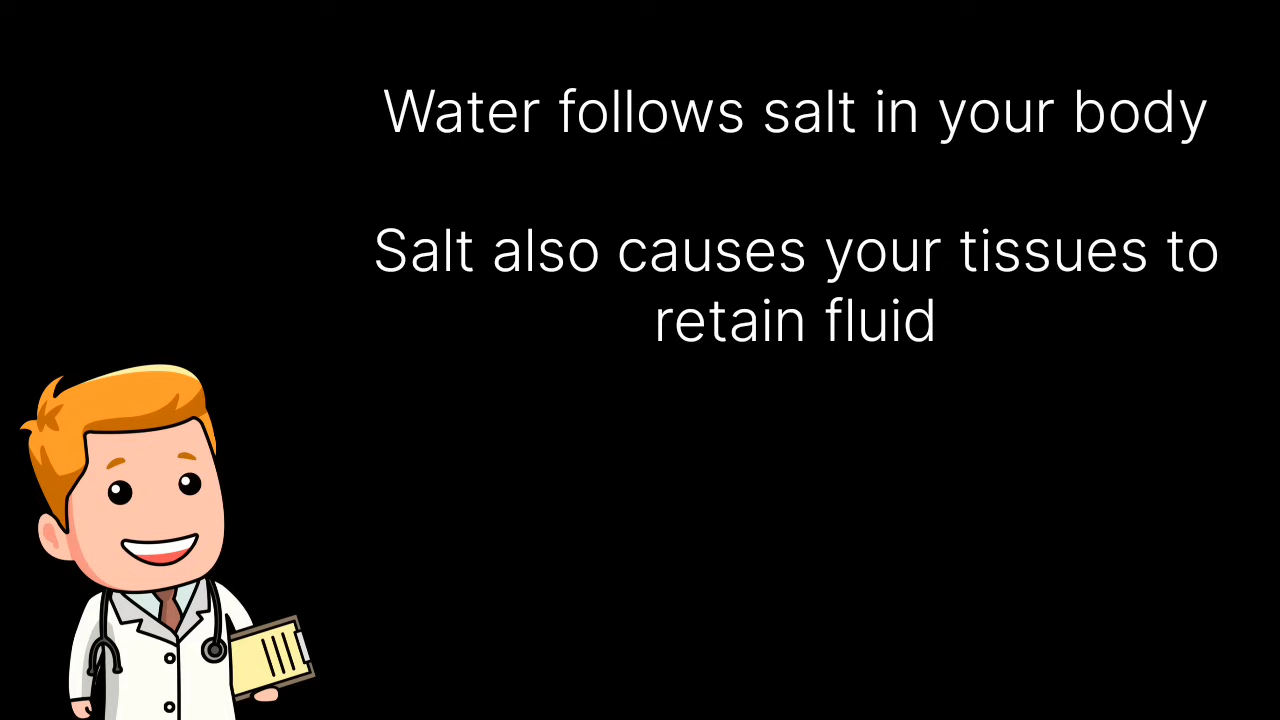 Water follows salt in your body
Salt also causes your tissues to
retain fluid